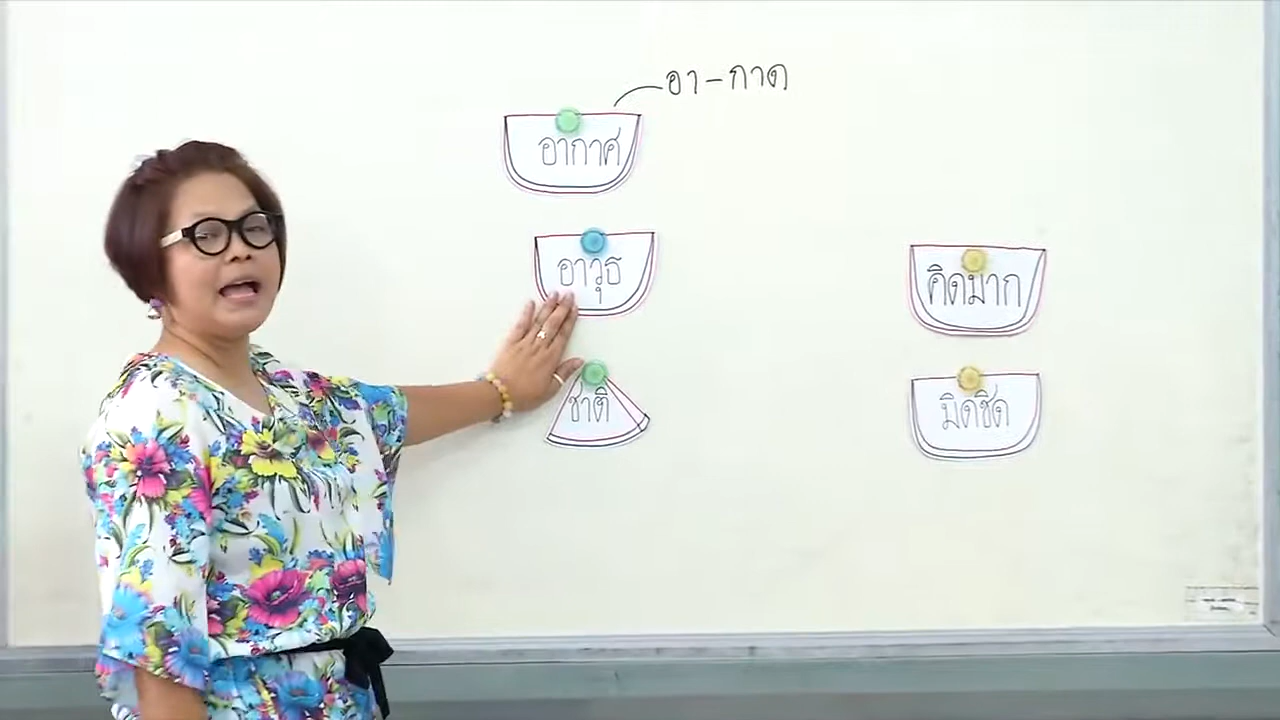 อา-กาด
อากาศ
อาวุธ
ชาติ
คิดมาก
มิดชิด